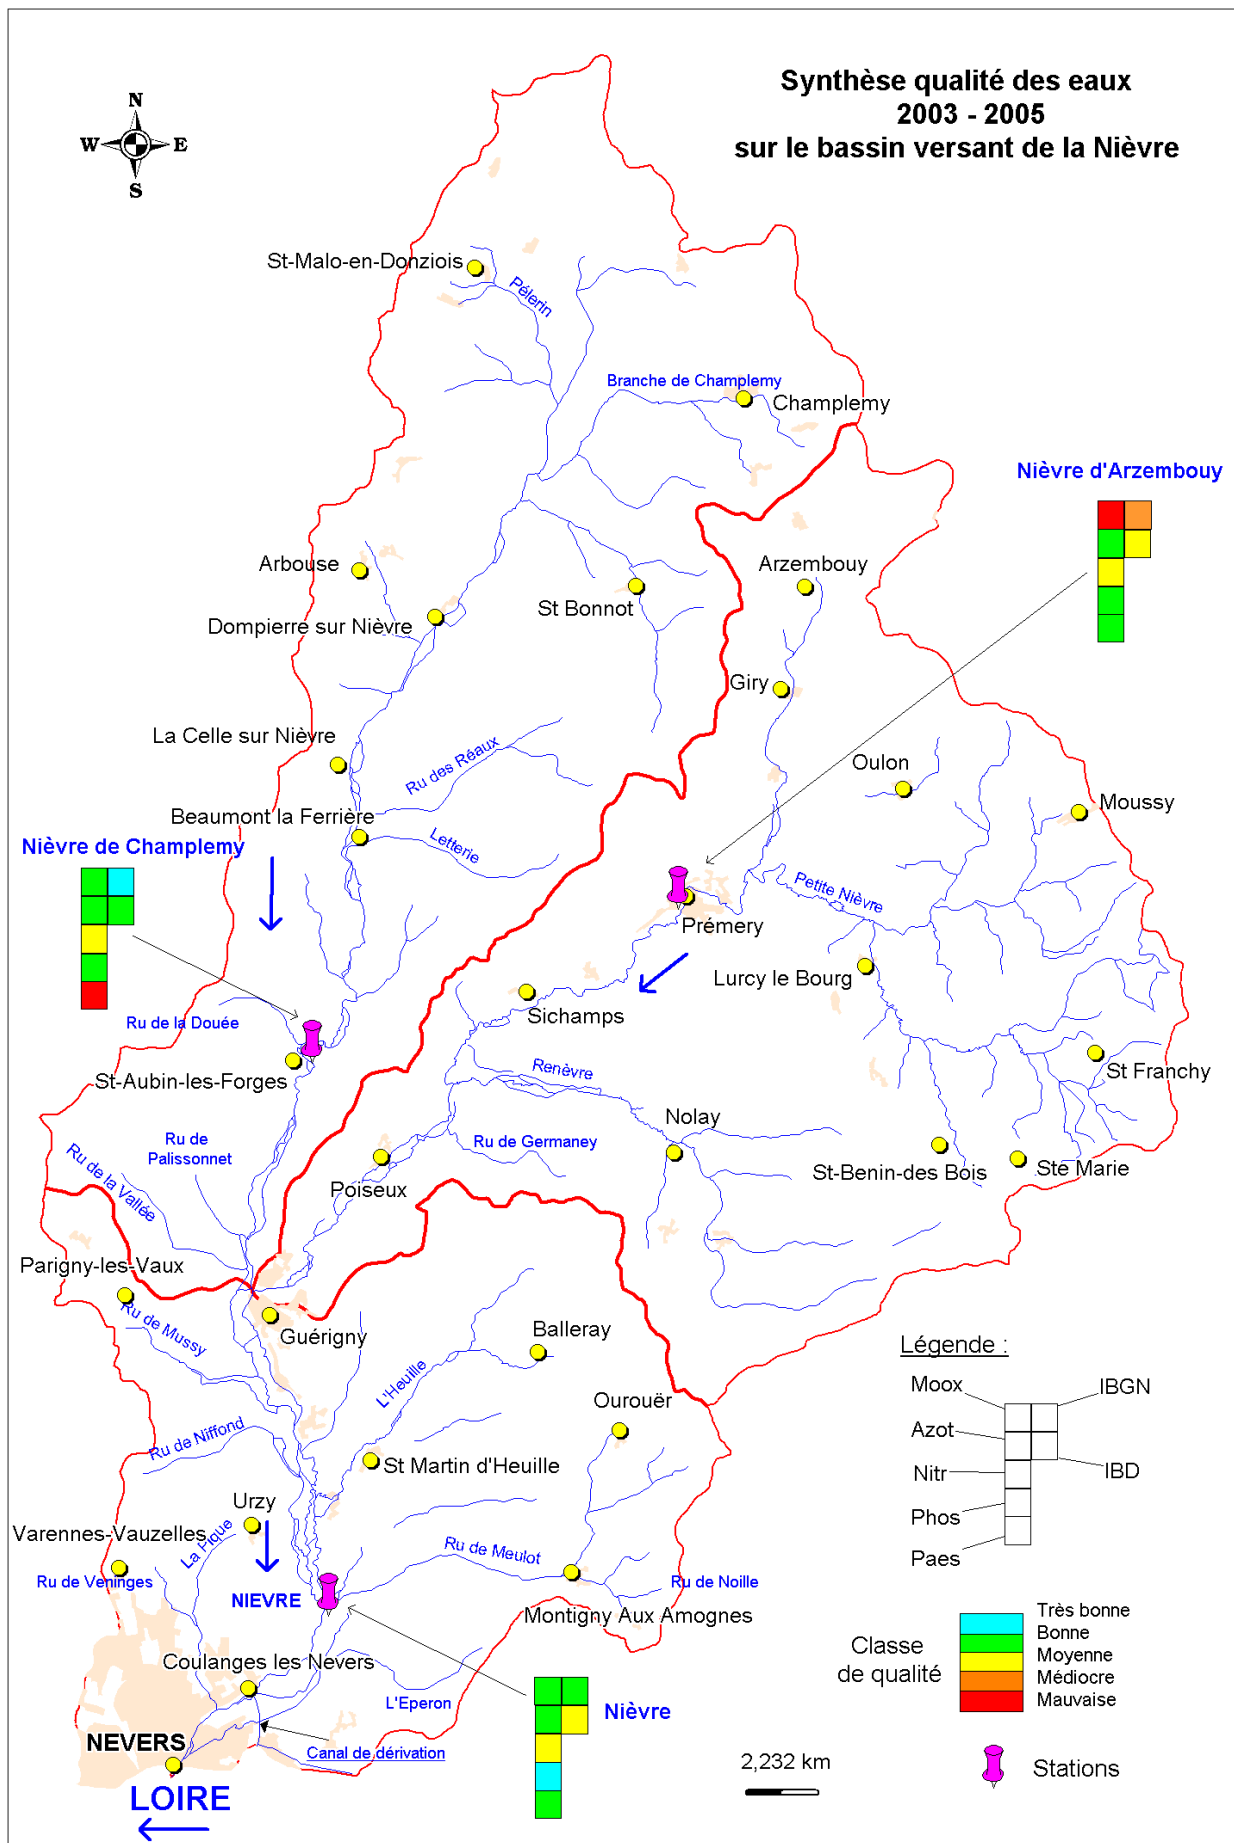 Synthèse qualité des eaux
2003 - 2005
sur le bassin versant de la Nièvre
N
W
E
S
St-Malo-en-Donziois
Pélerin
Branche de Champlemy
Champlemy
Nièvre d'Arzembouy
Arbouse
Arzembouy
St Bonnot
Dompierre sur Nièvre
Giry
La Celle sur Nièvre
Ru des Réaux
Oulon
Moussy
Beaumont la Ferrière
Letterie
Nièvre de Champlemy
Petite Nièvre
Prémery
Lurcy le Bourg
Sichamps
Ru de la Douée
St-Aubin-les-Forges
Renèvre
St Franchy
Nolay
Ru de
Palissonnet
Ru de Germaney
St-Benin-des Bois
Ste Marie
Ru de la Vallée
Poiseux
Parigny-les-Vaux
Ru de Mussy
Guérigny
Balleray
L'Heuille
Ourouër
Ru de Niffond
St Martin d'Heuille
Urzy
Varennes-Vauzelles
La Pique
Ru de Veninges
NIEVRE
Ru de Meulot
Ru de Noille
Montigny Aux Amognes
Coulanges les Nevers
L'Eperon
Nièvre
NEVERS
Canal de dérivation
LOIRE
Légende :
Moox
IBGN
Azot
IBD
Nitr
Phos
Paes
Classe
de qualité
Très bonne
Bonne
Moyenne
Médiocre
Mauvaise
2,232 km
Stations